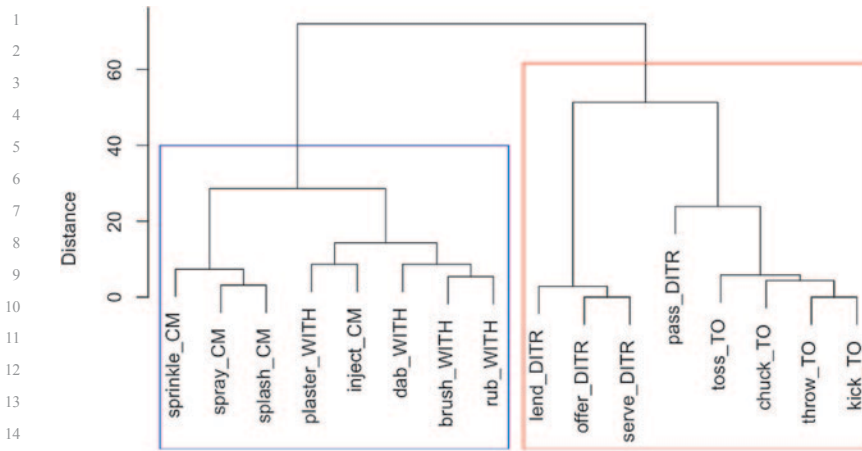 1
2
3
4
5
6
7
8
9
10
11
12
13
14
Distance
60
40
20
0
sprinkle_CM
spray_CM
splash_CM
plaster_WITH
inject_CM
dab_WITH
brush_WITH
rub_WITH
lend_DITR
offer_DITR
serve_DITR
pass_DITR
toss_TO
chuck_TO
throw_TO
kick_TO